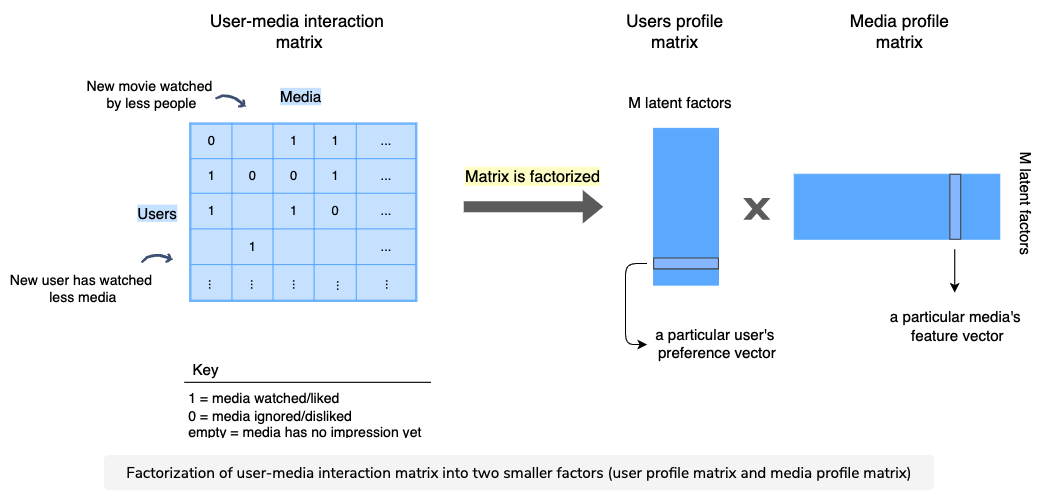 User-media interaction
matrix
Users profile
matrix
Media profile
matrix
New movie watched
by less people
Media
M latent factors
0 1 1 ...
1 0 0 1 ...
1 1 0 ...
1 ...
⋮ ⋮ ⋮ ⋮ ⋮
Users
New user has watched
less media
Matrix is factorized
X
M latent factors
a particular user's
preference vector
a particular media's
feature vector
Key
1 = media watched/liked
0 = media ignored/disliked
empty = media has no impression yet
Factorization of user-media interaction matrix into two smaller factors (user profile matrix and media profile matrix)